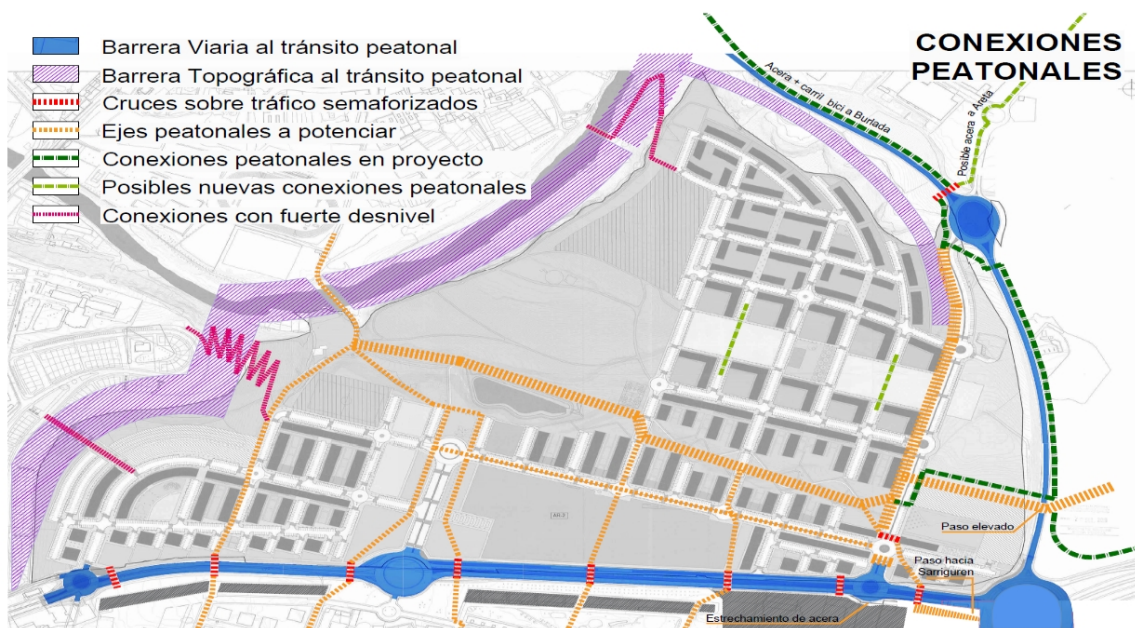 CONEXIONES
PEATONALES
Barrera Viaria al tránsito peatonal
Barrera Topográfica al tránsito peatonal
Cruces sobre tráfico semaforizados
Ejes peatonales a potenciar
Conexiones peatonales en proyecto
Posibles nuevas conexiones peatonales
Conexiones con fuerte desnivel
Acera + carril bici a Burlada
Posible acera a Areta
Paso elevado
Paso hacia
Sarriguren
Estrechamiento de acera